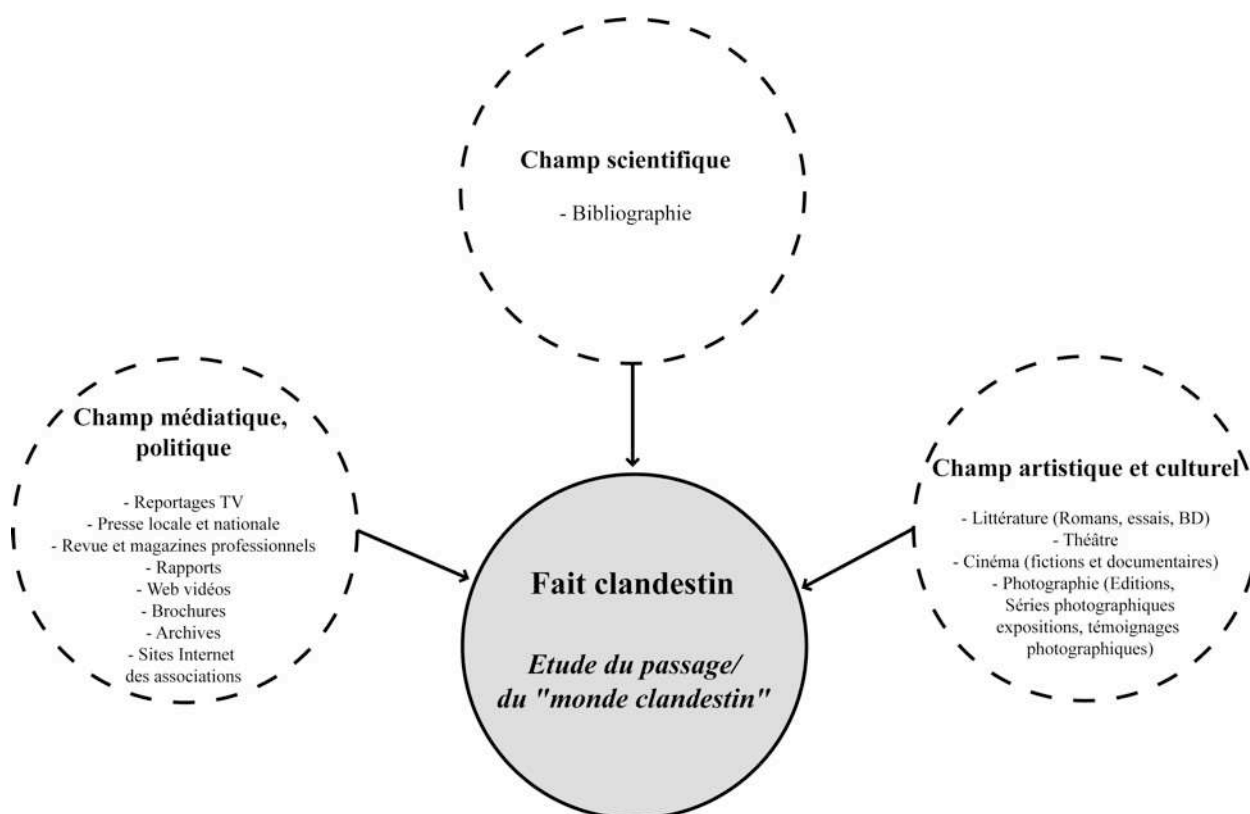 Champ scientifique
- Bibliographie
Champ médiatique,
politique
- Reportages TV
- Presse locale et nationale
- Revue et magazines professionnels
- Rapports
- Web vidéos
- Brochures
- Archives
- Sites Internet
des associations
Champ artistique et culturel
- Littérature (Romans, essais, BD)
- Théâtre
- Cinéma (fictions et documentaires)
- Photographie (Editions,
Séries photographiques
expositions, témoignages
photographiques)
Fait clandestin
Etude du passage/
du "monde clandestin"